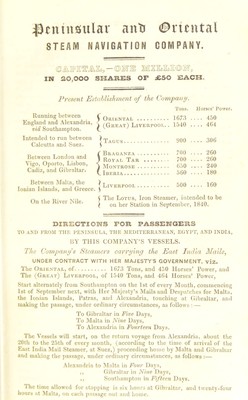 Peninsular and Oriental
STEAM NAVIGATION COMPANY.
CAPITAL,—ONE MILLION,
IN 20,000 SHARES OF £50 EACH.
Present Establishment of the Company.
Tons. Horses' Power.
Running between England and Alexandria, viâ Southampton.
ORIENTAL 1673 450
(GREAT) LIVERPOOL 1540 464
Intended to run between Calcutta and Suez.
TAGUS 900 306
Between London and Vigo, Oporto, Lisbon, Cadiz, and Gibraltar:
BRAGANZA 700 260
ROYAL TAR 700 260
MONTROSE 650 240
IBERIA 560 180
Between Malta, the Ionian Islands, and Greece.
LIVERPOOL 500 160
On the River Nile.
The LOTUS, Iron Steamer, intended to be on her Station in September, 1840.
DIRECTIONS FOR PASSENGERS
TO AND FROM THE PENINSULA, THE MEDITERRANEAN, EGYPT, AND INDIA,
BY THIS COMPANY'S VESSELS.
The Company's Steamers carrying the East India Mails,
UNDER CONTRACT WITH HER MAJESTY'S GOVERNMENT, VIZ.
The ORIENTAL, of 1673 Tons, and 450 Horses' Power, and
The (GREAT) LIVERPOOL, of 1540 Tons, and 464 Horses' Power,
Start alternately from Southampton on the 1st of every Month, commencing
1st of September next, with Her Majesty's Mails and Despatches for Malta,
the Ionian Islands, Patras, and Alexandria, touching at Gibraltar, and
making the passage, under ordinary circumstances, as follows:—
To Gibraltar in Five Days,
To Malta in Nine Days,
To Alexandria in Fourteen Days.
The Vessels will start, on the return voyage from Alexandria, about the
20th to the 25th of every month, (according to the time of arrival of the
East India Mail Steamer, at Suez,) proceeding home by Malta and Gibraltar
and making the passage, under ordinary circumstances, as follows:—
Alexandria to Malta in Four Days,
Gibraltar in Nine Days,
Southampton in Fifteen Days.
The time allowed for stopping is six hours at Gibraltar, and twenty-four
hours at Malta, on each passage out and home.